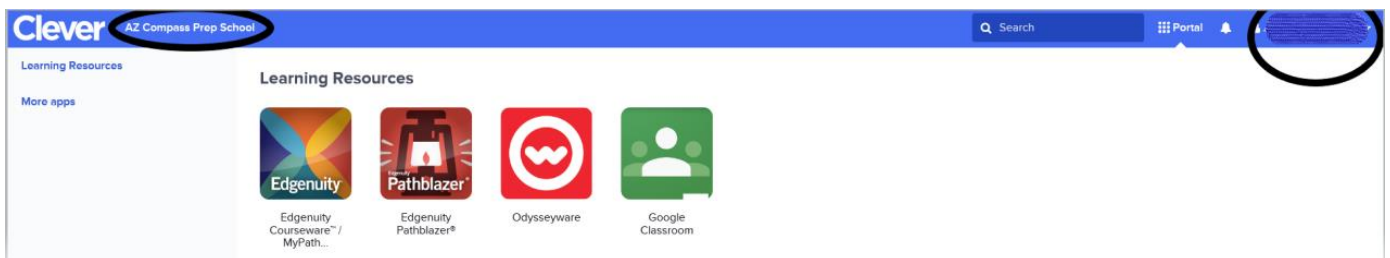 Clever AZ Compass Prep School Search Portal
Learning Resources
More apps
Learning Resources
Edgenuity
Edgenuity
Pathblazer®
Edgenuity
Courseware™ /
MyPath...
Edgenuity
Pathblazer®
Odysseyware
Google
Classroom